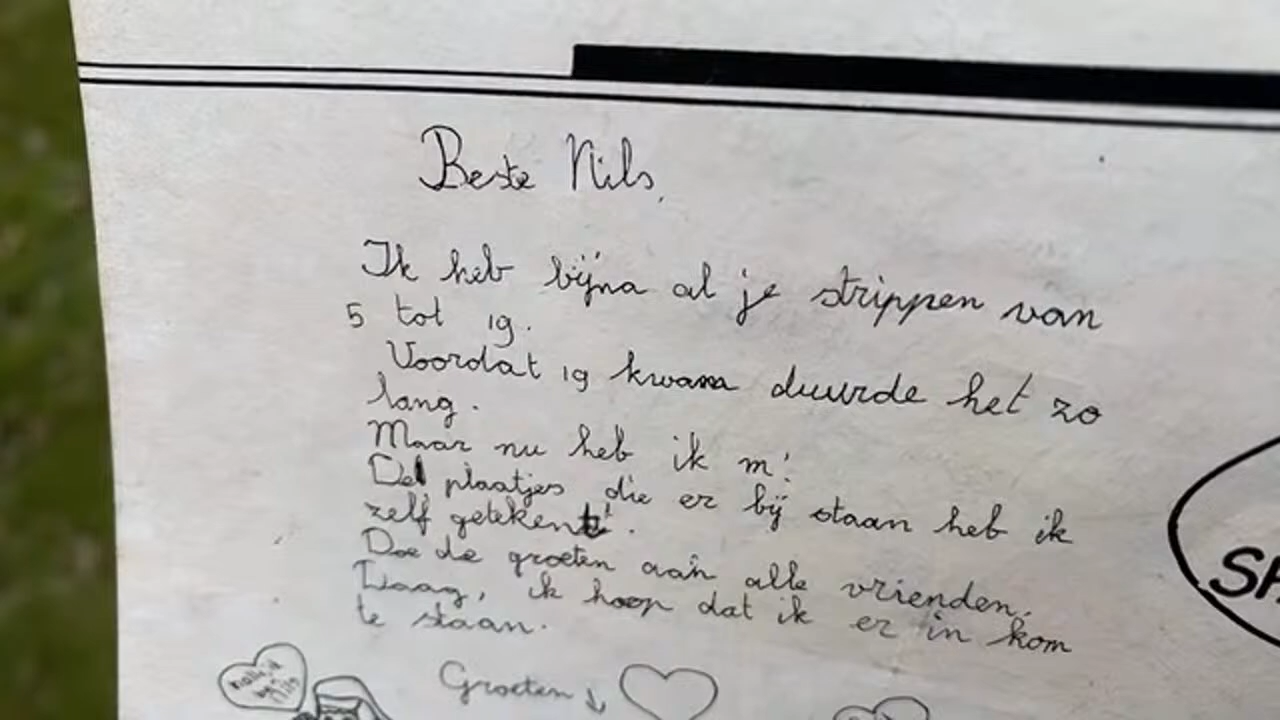 Beste Nils,
Ik heb bijna al je strippen van
5 tot 19.
Voordat 19 kwam duurde het zo
lang.
Maar nu heb ik m!
De plaatjes die er bij staan heb ik
zelf getekent.
Doe de groeten aan alle vrienden.
Daag, ik hoop dat ik er in kom
te staan.
Groeten